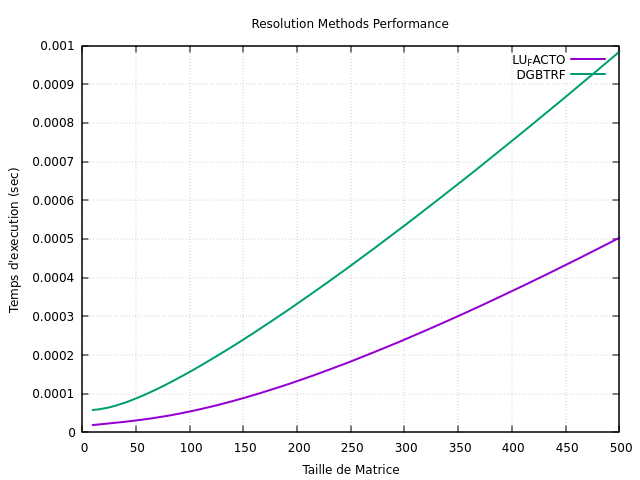 Resolution Methods Performance
0.001
0.0009
0.0008
0.0007
0.0006
0.0005
0.0004
0.0003
0.0002
0.0001
0
Temps d'execution (sec)
LUFACTO
DGBTRF
0 50 100 150 200 250 300 350 400 450 500
Taille de Matrice